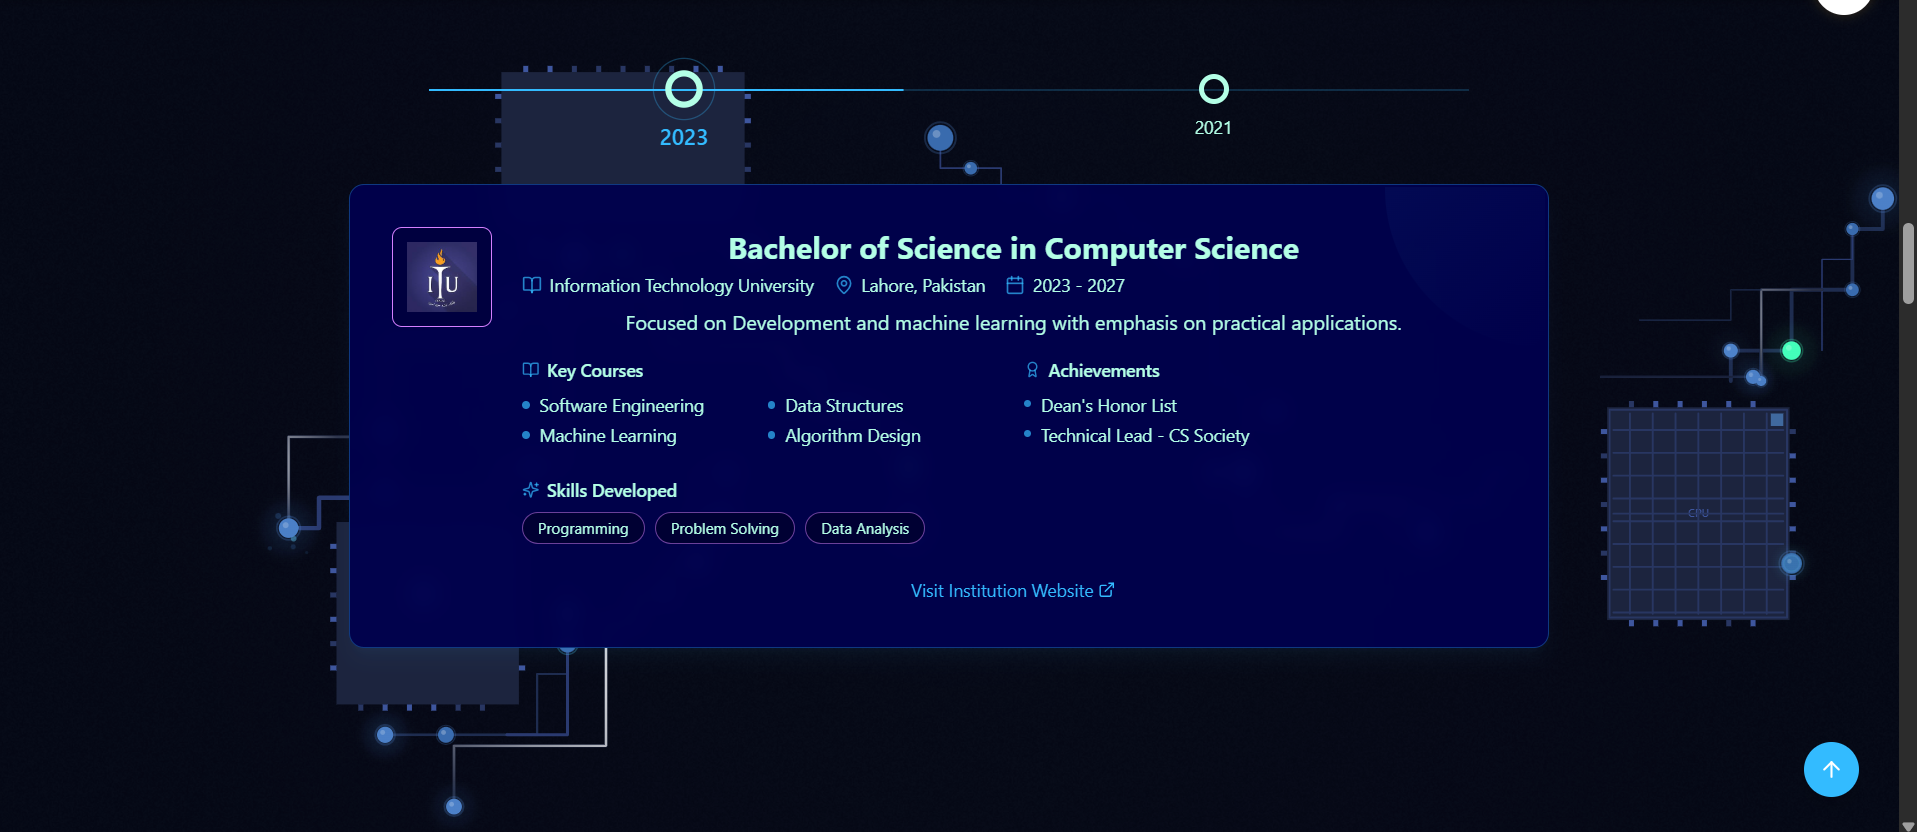 2023
2021
ITU
Bachelor of Science in Computer Science
Information Technology University Lahore, Pakistan 2023 - 2027
Focused on Development and machine learning with emphasis on practical applications.
Key Courses
Software Engineering Data Structures
Machine Learning Algorithm Design
Achievements
Dean's Honor List
Technical Lead - CS Society
Skills Developed
Programming Problem Solving Data Analysis
Visit Institution Website
CPU